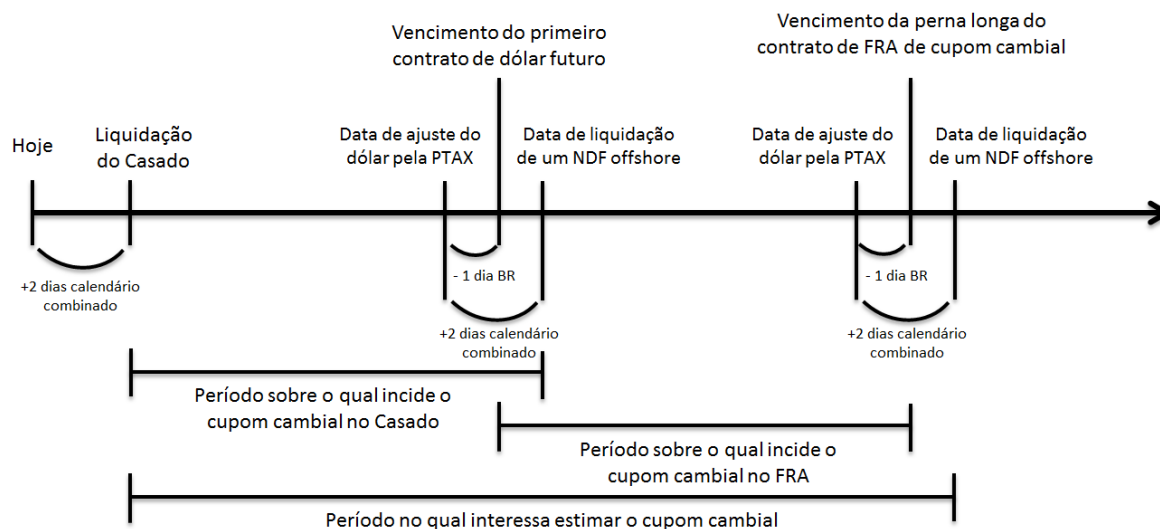 Vencimento do primeiro
contrato de dólar futuro
Vencimento da perna longa do
contrato de FRA de cupom cambial
Hoje
Liquidação
do Casado
Data de ajuste do
dólar pela PTAX
Data de liquidação
de um NDF offshore
Data de ajuste do
dólar pela PTAX
Data de liquidação
de um NDF offshore
+2 dias calendário
combinado
- 1 dia BR
+2 dias calendário
combinado
- 1 dia BR
+2 dias calendário
combinado
Período sobre o qual incide o
cupom cambial no Casado
Período sobre o qual incide o
cupom cambial no FRA
Período no qual interessa estimar o cupom cambial